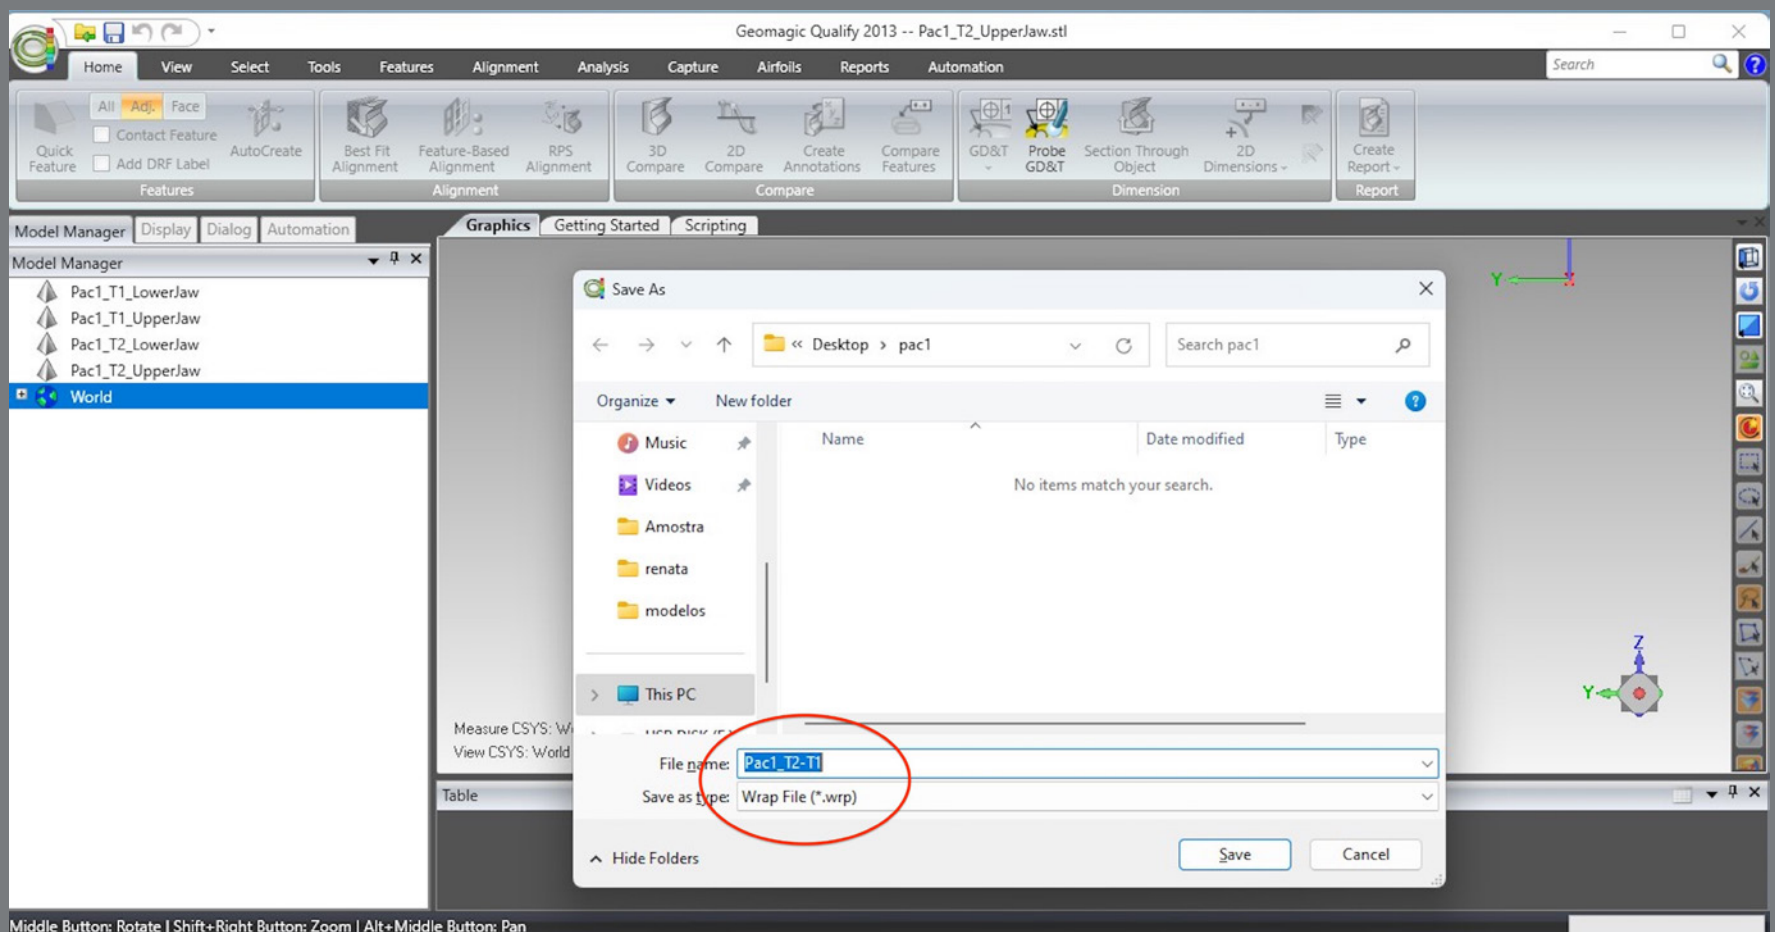 Geomagic Qualify 2013 -- Pac1_T2_UpperJaw.stl
Home View Select Tools Features Alignment Analysis Capture Airfoils Reports Automation
Search
All Adj. Face
Contact Feature
Add DRF Label
Quick Feature
AutoCreate
Features
Best Fit Alignment
Feature-Based Alignment
RPS Alignment
Alignment
3D Compare
2D Compare
Create Annotations
Compare Features
Compare
GD&T
Probe GD&T
Section Through Object
2D Dimensions
Dimension
Create Report
Report
Model Manager Display Dialog Automation
Graphics Getting Started Scripting
Model Manager
Pac1_T1_LowerJaw
Pac1_T1_UpperJaw
Pac1_T2_LowerJaw
Pac1_T2_UpperJaw
World
Y
Save As
« Desktop › pac1
Search pac1
Organize New folder
Name Date modified Type
No items match your search.
Music
Videos
Amostra
renata
modelos
This PC
File name: Pac1_T2-T1
Save as type: Wrap File (*.wrp)
Hide Folders
Save Cancel
Z
Y
Measure CSYS:
View CSYS: World
Table
Middle Button: Rotate | Shift+Right Button: Zoom | Alt+Middle Button: Pan